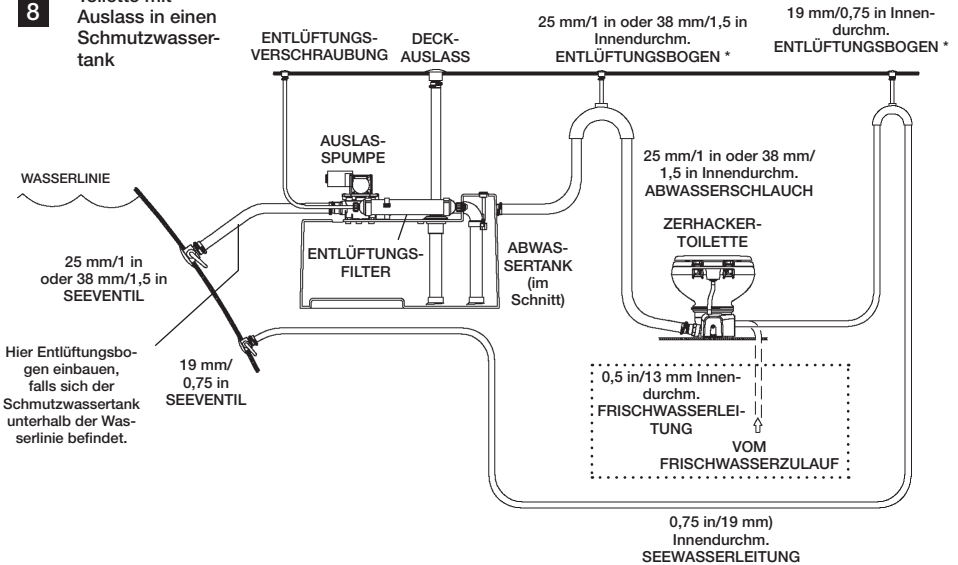 8
Toilette mit
Auslass in einen
Schmutzwasser-
tank
ENTLÜFTUNGS-
VERSCHRAUBUNG
DECK-
AUSLASS
25 mm/1 in oder 38 mm/1,5 in
Innendurchm.
ENTLÜFTUNGSBOGEN *
19 mm/0,75 in Innen-
durchm.
ENTLÜFTUNGSBOGEN *
AUSLAS-
SPUMPE
WASSERLINIE
25 mm/1 in oder 38 mm/
1,5 in Innendurchm.
ABWASSERSCHLAUCH
ZERHACKER-
TOILETTE
ENTLÜFTUNGS-
FILTER
ABWAS-
SERTANK
(im
Schnitt)
25 mm/1 in
oder 38 mm/1,5 in
SEEVENTIL
Hier Entlüftungsbo-
gen einbauen,
falls sich der
Schmutzwassertank
unterhalb der Was-
serlinie befindet.
19 mm/
0,75 in
SEEVENTIL
0,5 in/13 mm Innen-
durchm.
FRISCHWASSERLEI-
TUNG
VOM
FRISCHWASSERZULAUF
0,75 in/19 mm)
Innendurchm.
SEEWASSERLEITUNG